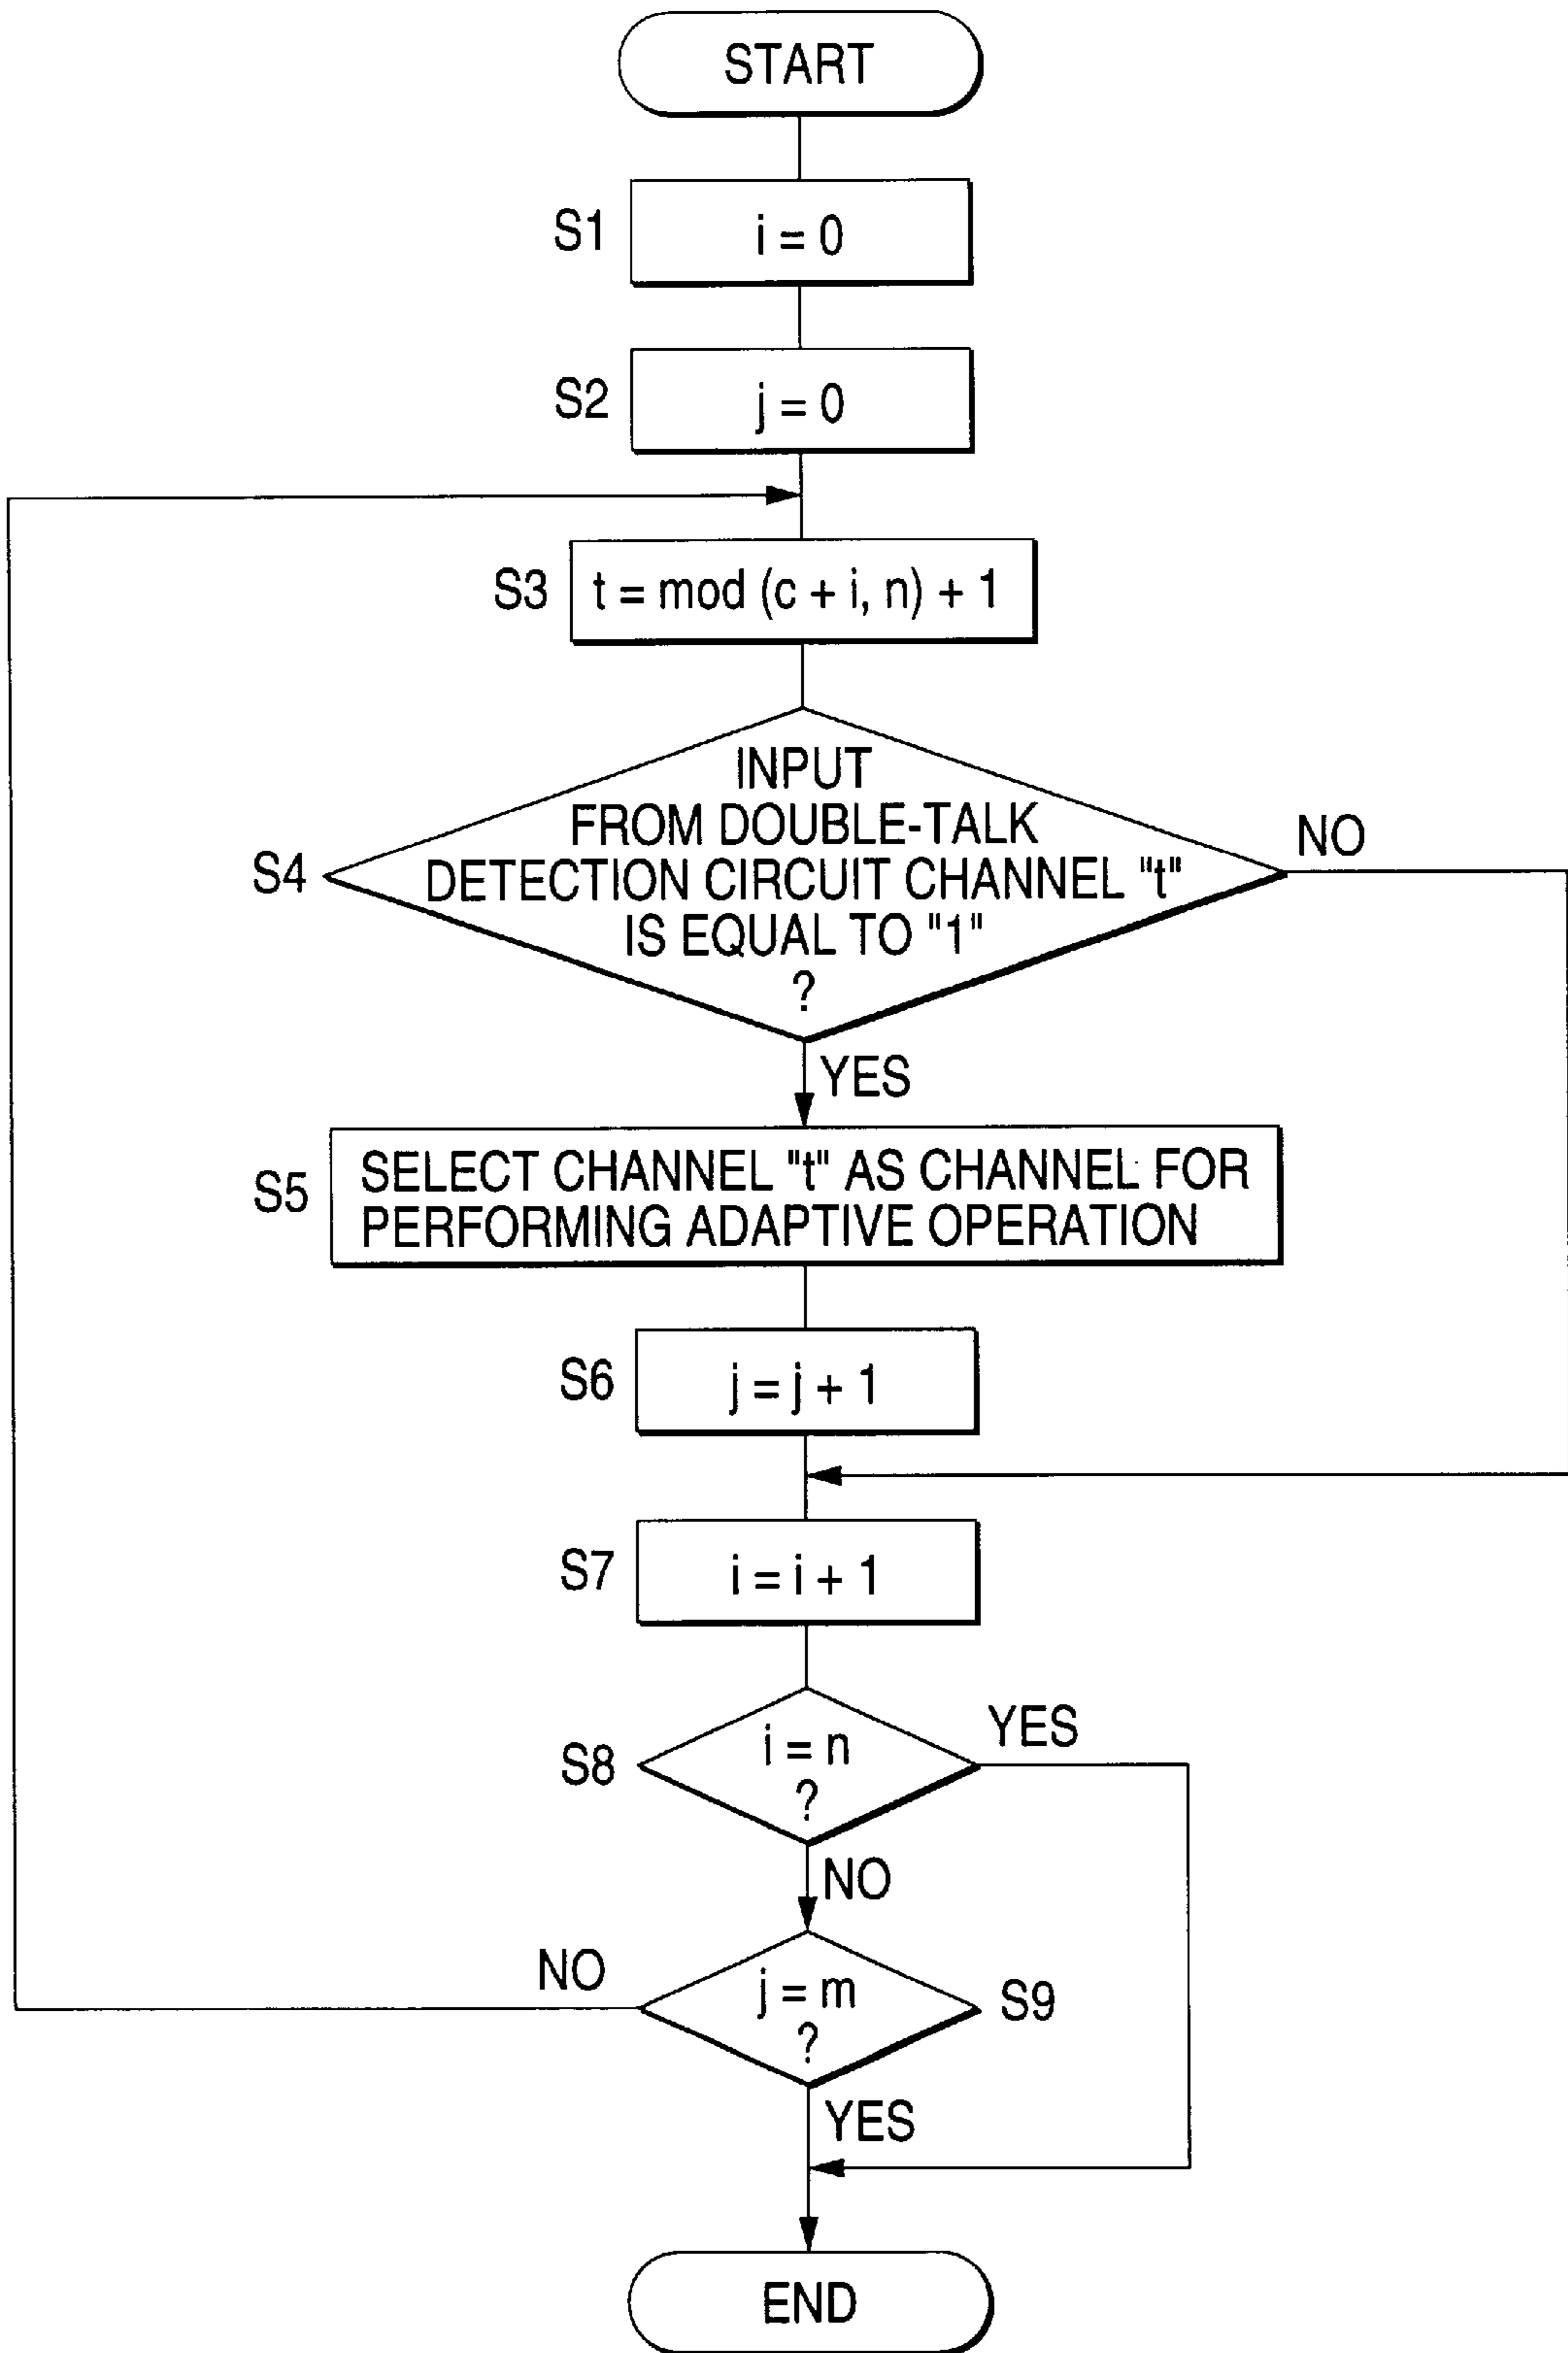 START
S1
i = 0
S2
j = 0
S3
t = mod (c + i, n) + 1
S4
INPUT
FROM DOUBLE-TALK
DETECTION CIRCUIT CHANNEL "t"
IS EQUAL TO "1"
?
NO
YES
S5
SELECT CHANNEL "t" AS CHANNEL FOR
PERFORMING ADAPTIVE OPERATION
S6
j = j + 1
S7
i = i + 1
S8
i = n
?
YES
NO
NO
j = m
?
S9
YES
END